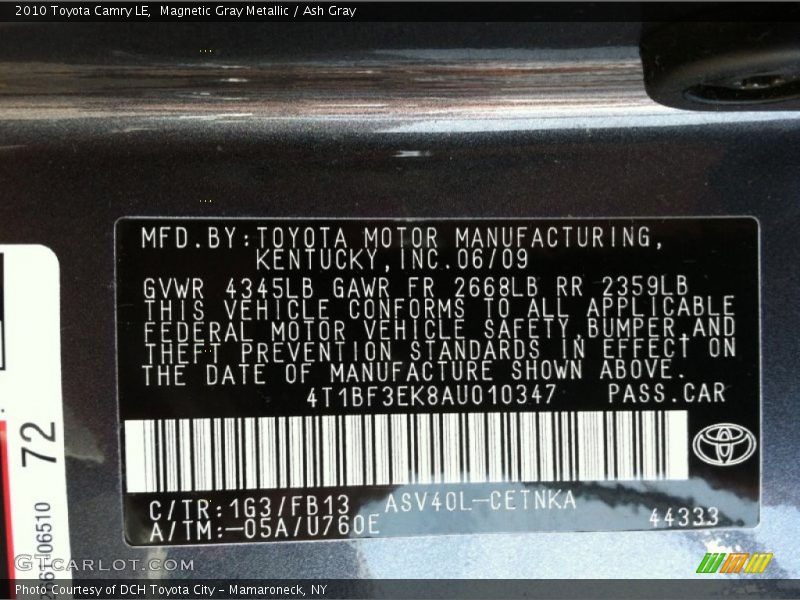 2010 Toyota Camry LE,  Magnetic Gray Metallic / Ash Gray
MFD.BY:TOYOTA MOTOR MANUFACTURING,
KENTUCKY,INC.06/09
GVWR 4345LB GAWR FR 2668LB RR 2359LB
THIS VEHICLE CONFORMS TO ALL APPLICABLE
FEDERAL MOTOR VEHICLE SAFETY,BUMPER,AND
THEFT PREVENTION STANDARDS IN EFFECT ON
THE DATE OF MANUFACTURE SHOWN ABOVE.
4T1BF3EK8AU010347 PASS.CAR
C/TR:1G3/FB13 ASV40L-CETNKA
A/TM:-05A/U760E 44333
72
06510
GTCARLOT.COM
Photo Courtesy of DCH Toyota City - Mamaroneck, NY